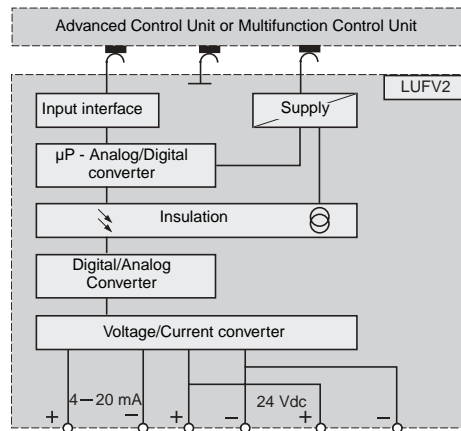 Advanced Control Unit or Multifunction Control Unit
LUFV2
Input interface
Supply
µP - Analog/Digital
converter
Insulation
Digital/Analog
Converter
Voltage/Current converter
4—20 mA
24 Vdc
+ − + − + −